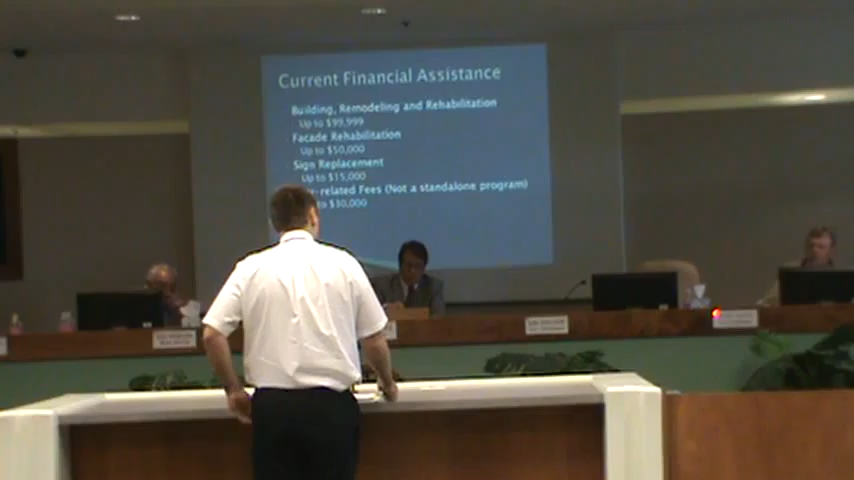 Current Financial Assistance
Building, Remodeling and Rehabilitation
Up to $99,999
Facade Rehabilitation
Up to $50,000
Sign Replacement
Up to $15,000
-related Fees (Not a standalone program)
$30,000